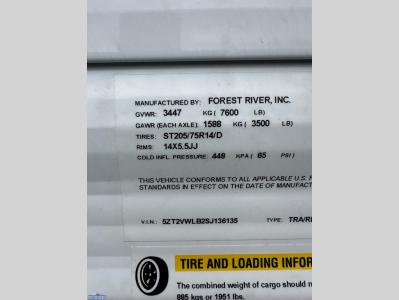 MANUFACTURED BY: FOREST RIVER, INC.
GVWR: 3447 KG ( 7600 LB)
GAWR (EACH AXLE): 1588 KG ( 3500 LB)
TIRES: ST205/75R14/D
RIMS: 14X5.5JJ
COLD INFL. PRESSURE: 448 KPA ( 65 PSI)
THIS VEHICLE CONFORMS TO ALL APPLICABLE U.S.
STANDARDS IN EFFECT ON THE DATE OF MANUFACT
V.I.N.: 5ZT2VWLB2SJ136135 TYPE: TRA/RE
TIRE AND LOADING INFOR
The combined weight of cargo should n
885 kgs or 1951 lbs.